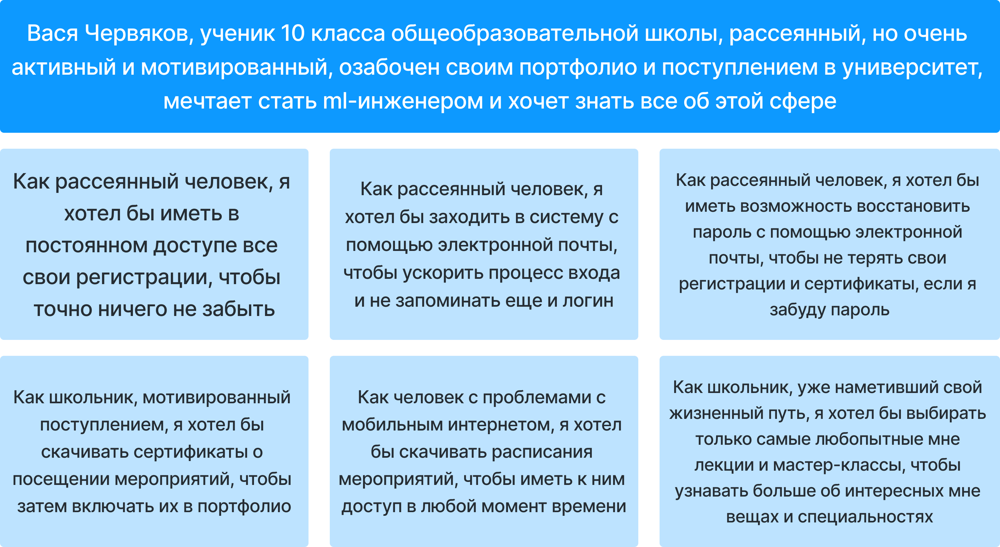 Вася Червяков, ученик 10 класса общеобразовательной школы, рассеянный, но очень
активный и мотивированный, озабочен своим портфолио и поступлением в университет,
мечтает стать ml-инженером и хочет знать все об этой сфере
Как рассеянный человек, я
хотел бы иметь в
постоянном доступе все
свои регистрации, чтобы
точно ничего не забыть
Как рассеянный человек, я
хотел бы заходить в систему с
помощью электронной почты,
чтобы ускорить процесс входа
и не запоминать еще и логин
Как рассеянный человек, я хотел бы
иметь возможность восстановить
пароль с помощью электронной
почты, чтобы не терять свои
регистрации и сертификаты, если я
забуду пароль
Как школьник, мотивированный
поступлением, я хотел бы
скачивать сертификаты о
посещении мероприятий, чтобы
затем включать их в портфолио
Как человек с проблемами с
мобильным интернетом, я хотел
бы скачивать расписания
мероприятий, чтобы иметь к ним
доступ в любой момент времени
Как школьник, уже наметивший свой
жизненный путь, я хотел бы выбирать
только самые любопытные мне
лекции и мастер-классы, чтобы
узнавать больше об интересных мне
вещах и специальностях